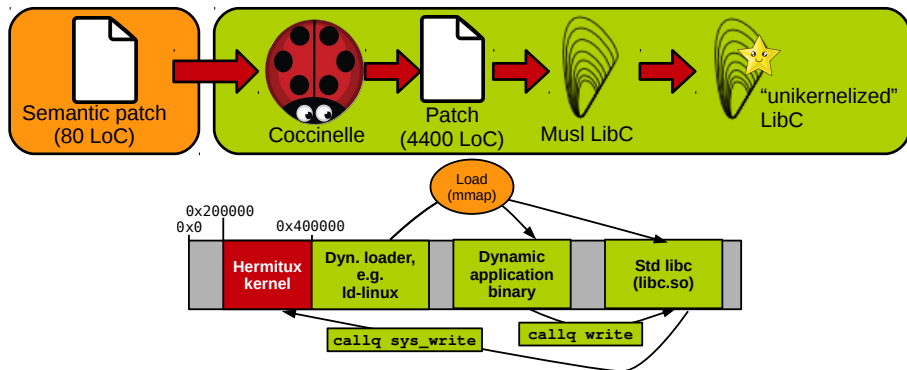 Semantic patch
(80 LoC)
Coccinelle
Patch
(4400 LoC)
Musl LibC
“unikernelized”
LibC
Load
(mmap)
0x200000
0x0
0x400000
Hermitux
kernel
Dyn. loader,
e.g.
ld-linux
Dynamic
application
binary
Std libc
(libc.so)
callq sys_write
callq write